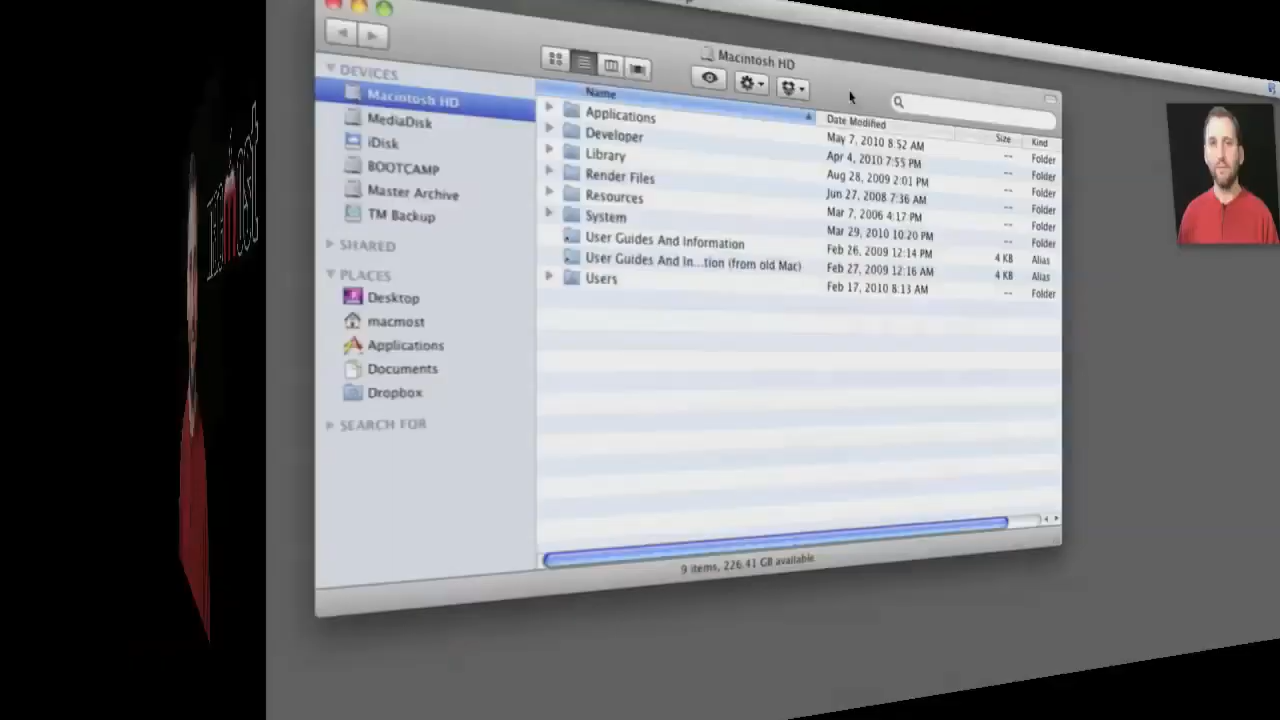 Macintosh HD
DEVICES
Macintosh HD
MediaDisk
iDisk
BOOTCAMP
Master Archive
TM Backup
SHARED
PLACES
Desktop
macmost
Applications
Documents
Dropbox
SEARCH FOR
Name Date Modified Size Kind
Applications May 7, 2010 8:52 AM -- Folder
Developer Apr 4, 2010 7:55 PM -- Folder
Library Aug 28, 2009 2:01 PM -- Folder
Render Files Jun 27, 2008 7:36 AM -- Folder
Resources Mar 7, 2006 4:17 PM -- Folder
System Mar 29, 2010 10:20 PM -- Folder
User Guides And Information Feb 26, 2009 12:14 PM 4 KB Alias
User Guides And In...tion (from old Mac) Feb 27, 2009 12:16 AM 4 KB Alias
Users Feb 17, 2010 8:13 AM -- Folder
9 items, 226.41 GB available